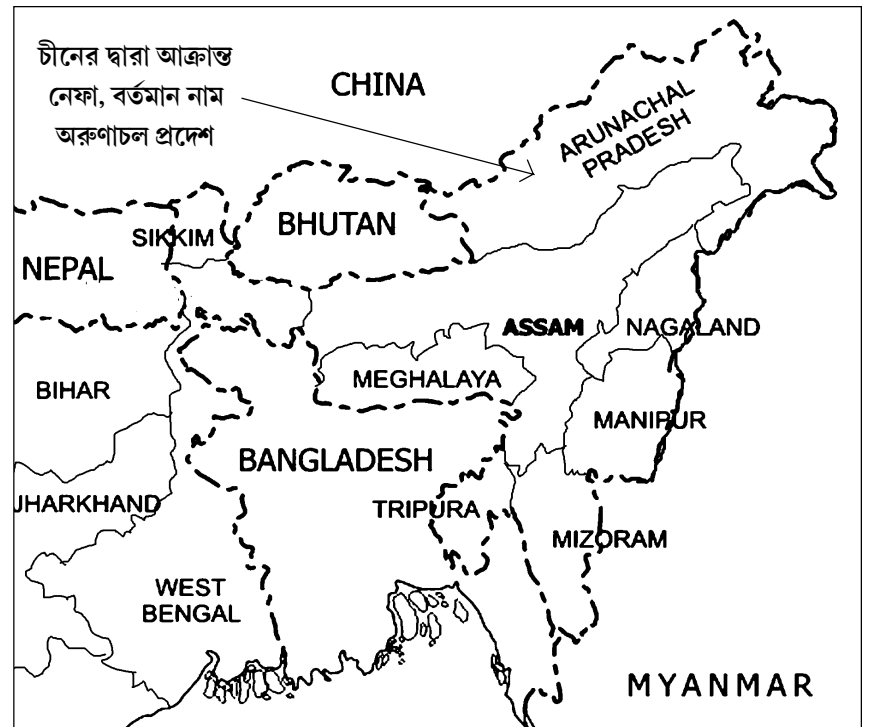 চীনের দ্বারা আক্রান্ত
নেফা, বর্তমান নাম
অরুণাচল প্রদেশ
CHINA
ARUNACHAL
PRADESH
SIKKIM
BHUTAN
NEPAL
ASSAM
NAGALAND
BIHAR
MEGHALAYA
MANIPUR
BANGLADESH
JHARKHAND
TRIPURA
MIZORAM
WEST
BENGAL
MYANMAR